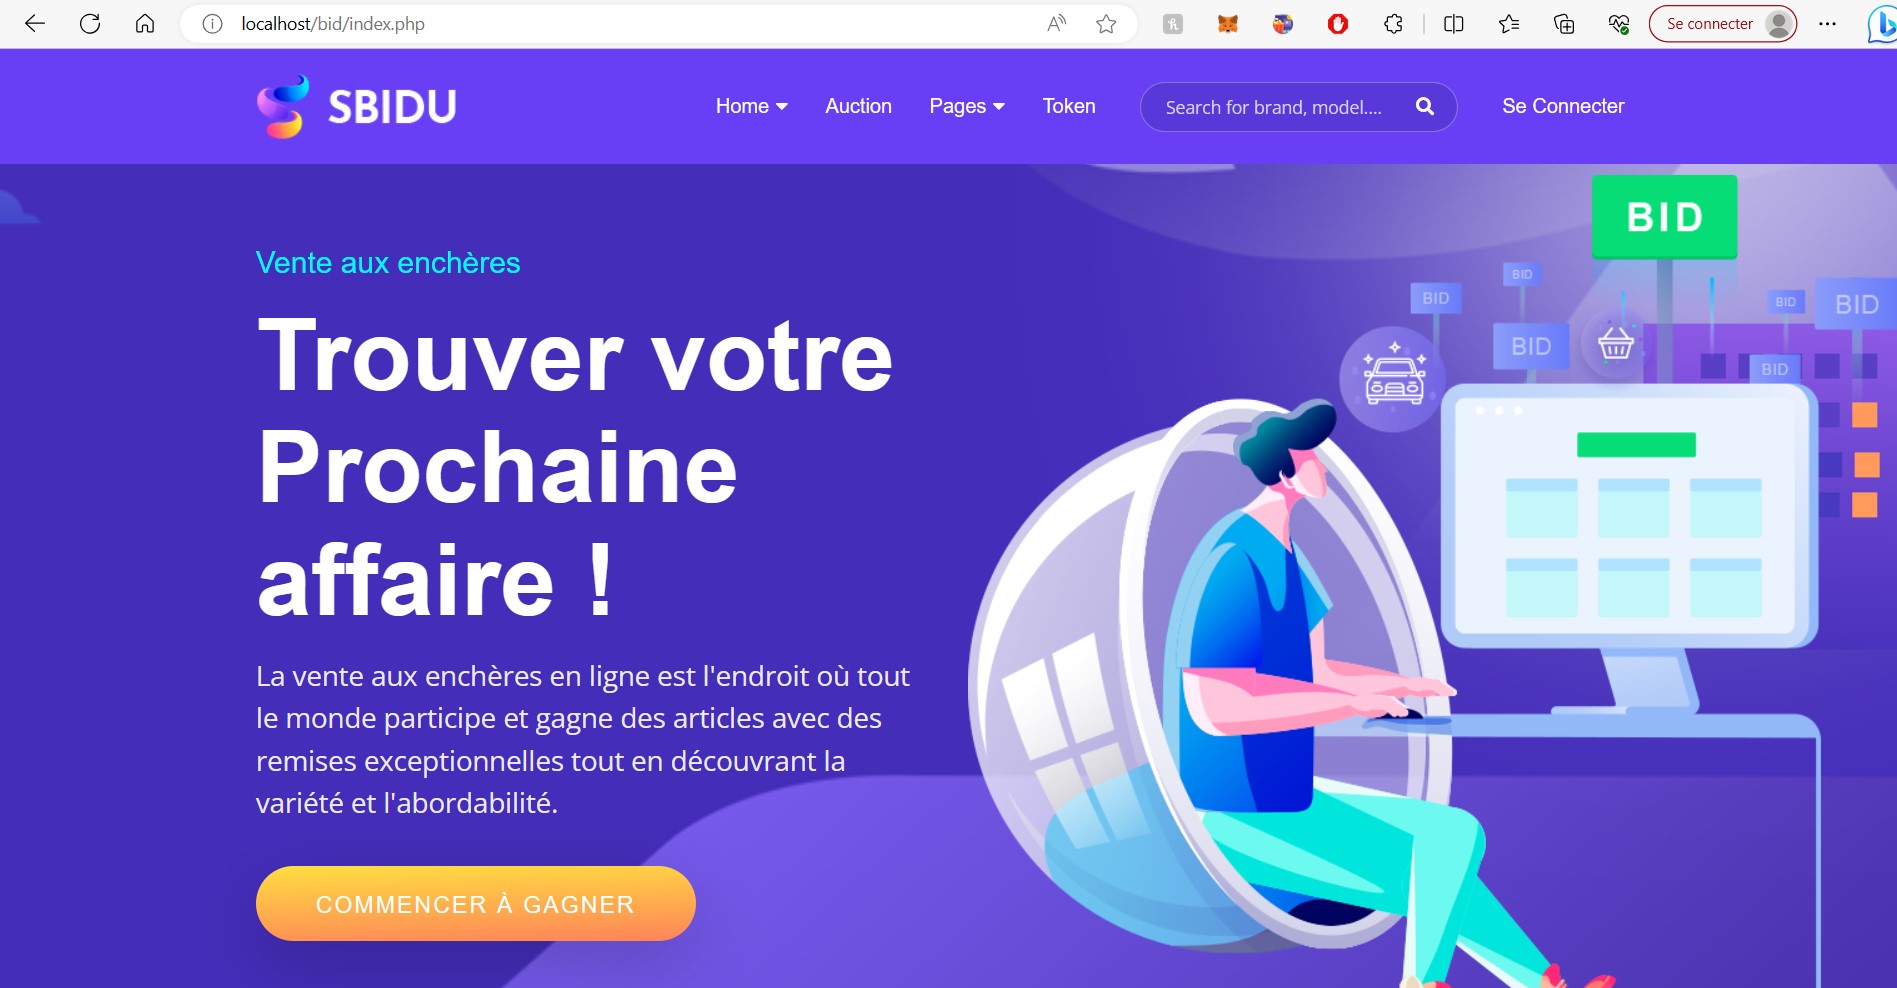 localhost/bid/index.php
Se connecter
SBIDU
Home
Auction
Pages
Token
Search for brand, model....
Se Connecter
Vente aux enchères
Trouver votre
Prochaine
affaire !
La vente aux enchères en ligne est l'endroit où tout
le monde participe et gagne des articles avec des
remises exceptionnelles tout en découvrant la
variété et l'abordabilité.
COMMENCER À GAGNER
BID
BID
BID
BID
BID
BID
BID